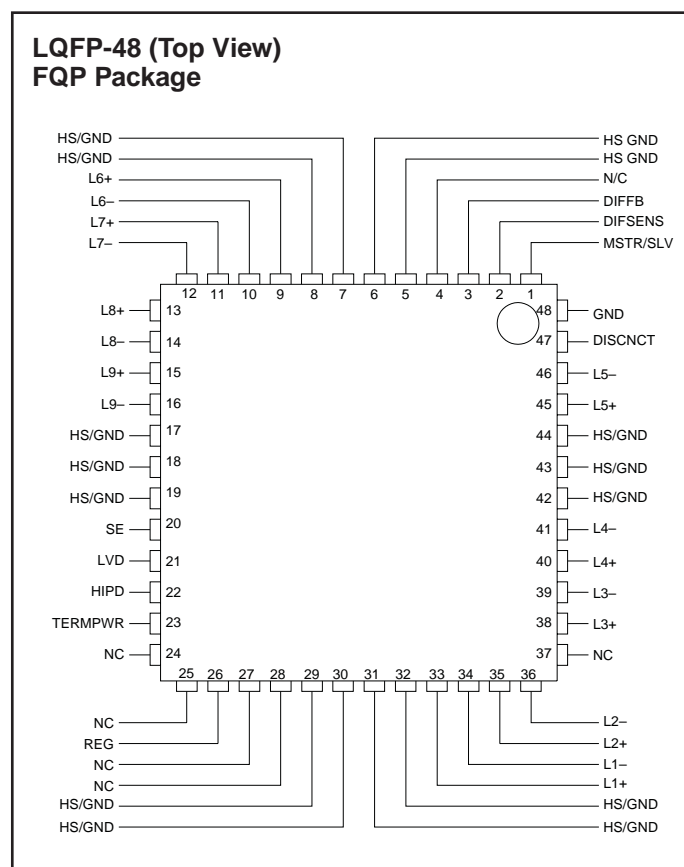 LQFP-48 (Top View)
FQP Package
HS/GND
HS/GND
L6+
L6–
L7+
L7–
HS GND
HS GND
N/C
DIFFB
DIFSENS
MSTR/SLV
12 11 10 9 8 7 6 5 4 3 2 1
L8+ 13
L8– 14
L9+ 15
L9– 16
HS/GND 17
HS/GND 18
HS/GND 19
SE 20
LVD 21
HIPD 22
TERMPWR 23
NC 24
48 GND
47 DISCNCT
46 L5–
45 L5+
44 HS/GND
43 HS/GND
42 HS/GND
41 L4–
40 L4+
39 L3–
38 L3+
37 NC
25 26 27 28 29 30 31 32 33 34 35 36
NC
REG
NC
NC
HS/GND
HS/GND
L2–
L2+
L1–
L1+
HS/GND
HS/GND